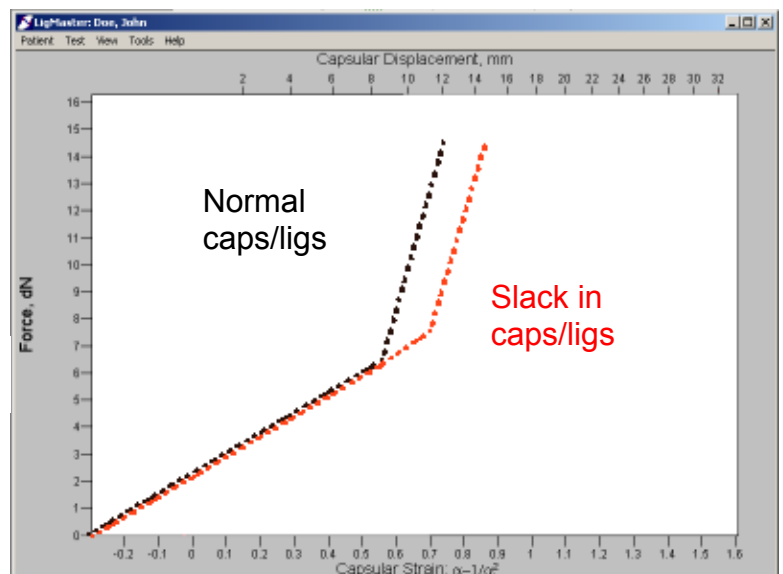 LigMaster: Doe, John
Patient Test View Tools Help
Capsular Displacement, mm
2 4 6 8 10 12 14 16 18 20 22 24 26 28 30 32
16
15
14
13
12
11
10
9
8
7
6
5
4
3
2
1
0
Force, dN
Normal
caps/ligs
Slack in
caps/ligs
-0.2 -0.1 0 0.1 0.2 0.3 0.4 0.5 0.6 0.7 0.8 0.9 1 1.1 1.2 1.3 1.4 1.5 1.6
Capsular Strain: α-1/α²